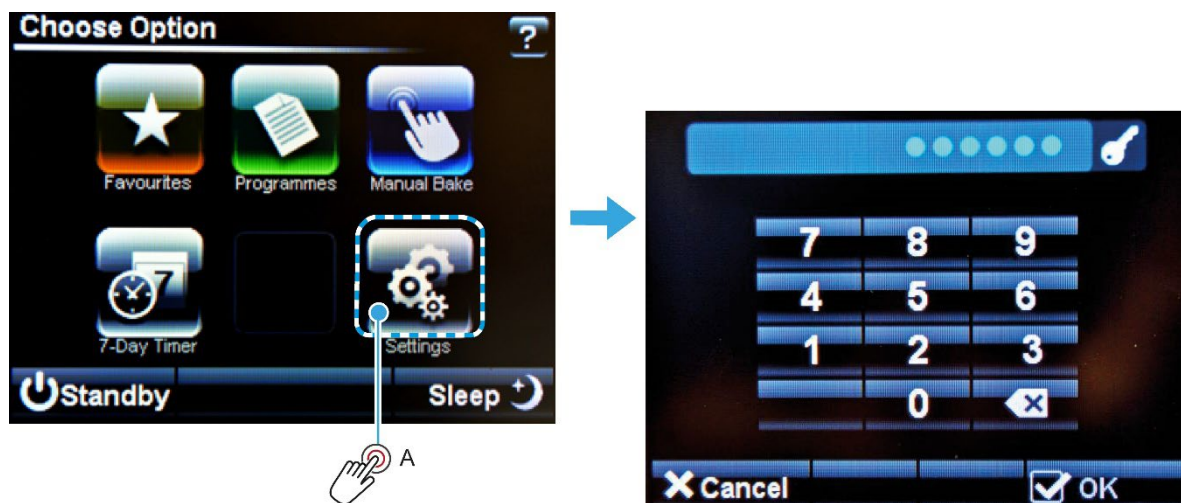 Choose Option
?
Favourites Programmes Manual Bake
7
7-Day Timer Settings
Standby Sleep
A
7 8 9
4 5 6
1 2 3
0
Cancel OK